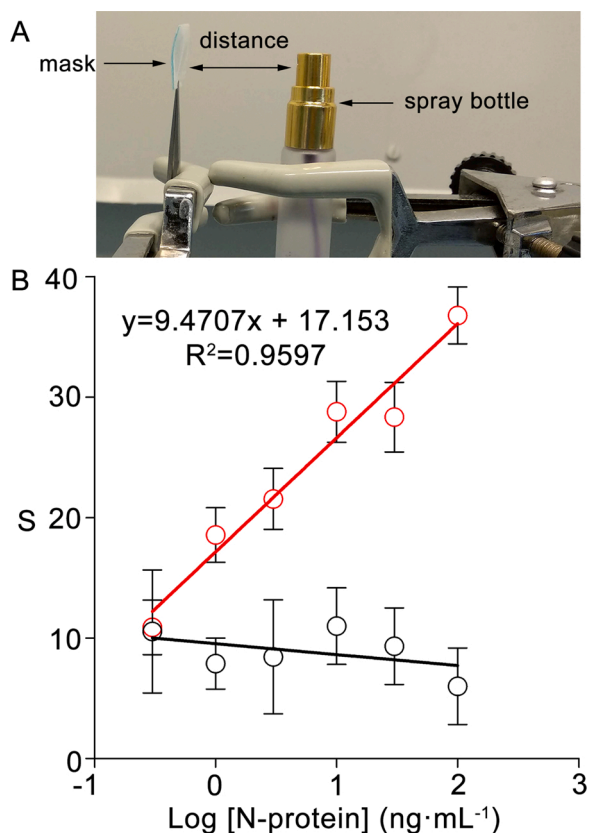 A
distance
mask
spray bottle
B
y=9.4707x + 17.153
R²=0.9597
40
30
20
10
0
S
-1
0
1
2
3
Log [N-protein] (ng·mL⁻¹)